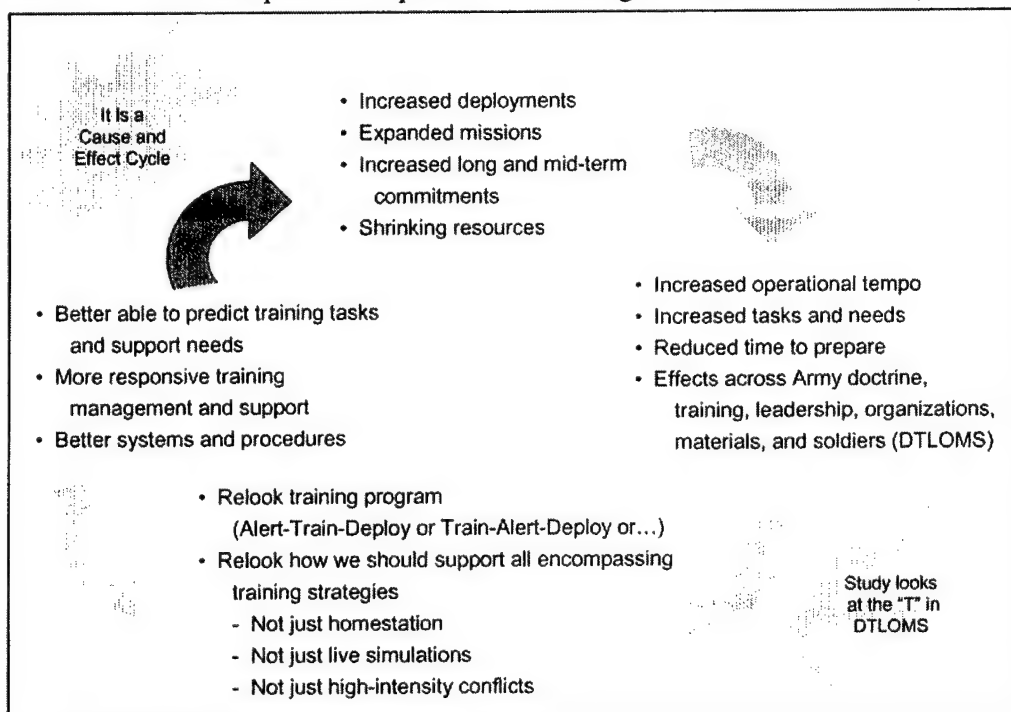 It Is a
Cause and
Effect Cycle
• Increased deployments
• Expanded missions
• Increased long and mid-term
commitments
• Shrinking resources
• Increased operational tempo
• Increased tasks and needs
• Reduced time to prepare
• Effects across Army doctrine,
training, leadership, organizations,
materials, and soldiers (DTLOMS)
• Better able to predict training tasks
and support needs
• More responsive training
management and support
• Better systems and procedures
• Relook training program
(Alert-Train-Deploy or Train-Alert-Deploy or...)
• Relook how we should support all encompassing
training strategies
- Not just homestation
- Not just live simulations
- Not just high-intensity conflicts
Study looks
at the "T" in
DTLOMS